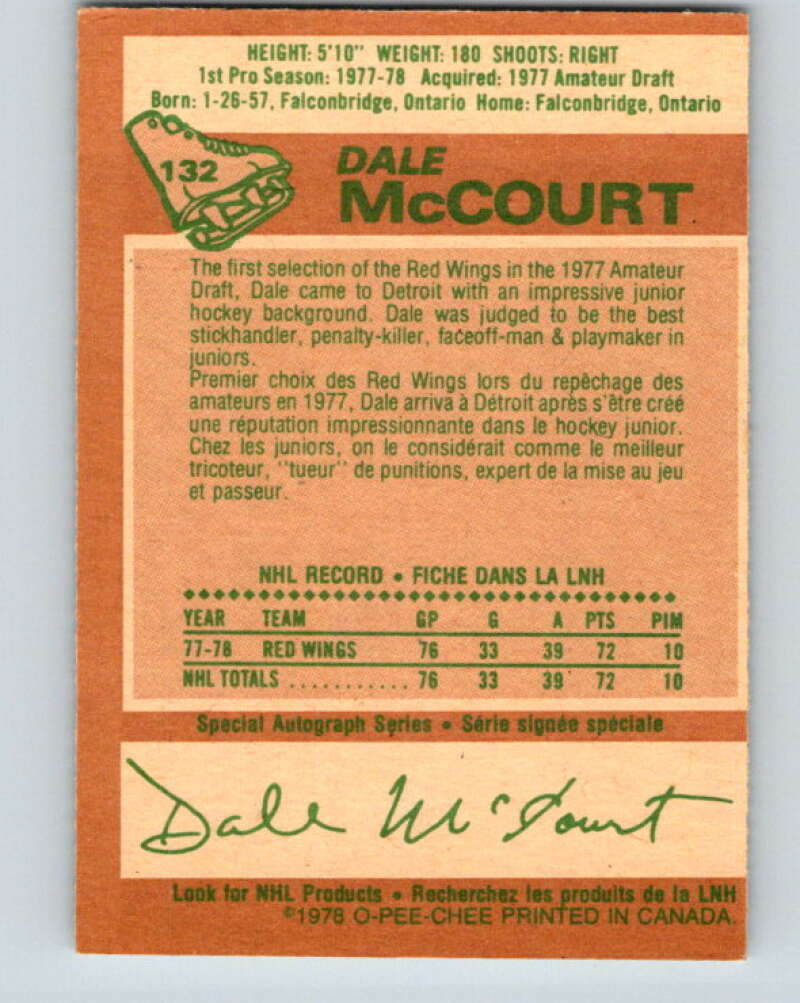 HEIGHT: 5'10" WEIGHT: 180 SHOOTS: RIGHT
1st Pro Season: 1977-78 Acquired: 1977 Amateur Draft
Born: 1-26-57, Falconbridge, Ontario Home: Falconbridge, Ontario
132
DALE
McCOURT
The first selection of the Red Wings in the 1977 Amateur
Draft, Dale came to Detroit with an impressive junior
hockey background. Dale was judged to be the best
stickhandler, penalty-killer, faceoff-man & playmaker in
juniors.
Premier choix des Red Wings lors du repêchage des
amateurs en 1977, Dale arriva à Détroit après s'être créé
une réputation impressionnante dans le hockey junior.
Chez les juniors, on le considérait comme le meilleur
tricoteur, "tueur" de punitions, expert de la mise au jeu
et passeur.
NHL RECORD • FICHE DANS LA LNH
YEAR TEAM GP G A PTS PIM
77-78 RED WINGS 76 33 39 72 10
NHL TOTALS ........... 76 33 39 72 10
Special Autograph Series • Série signée spéciale
Dale McCourt
Look for NHL Products • Recherchez les produits de la LNH
©1978 O-PEE-CHEE PRINTED IN CANADA.